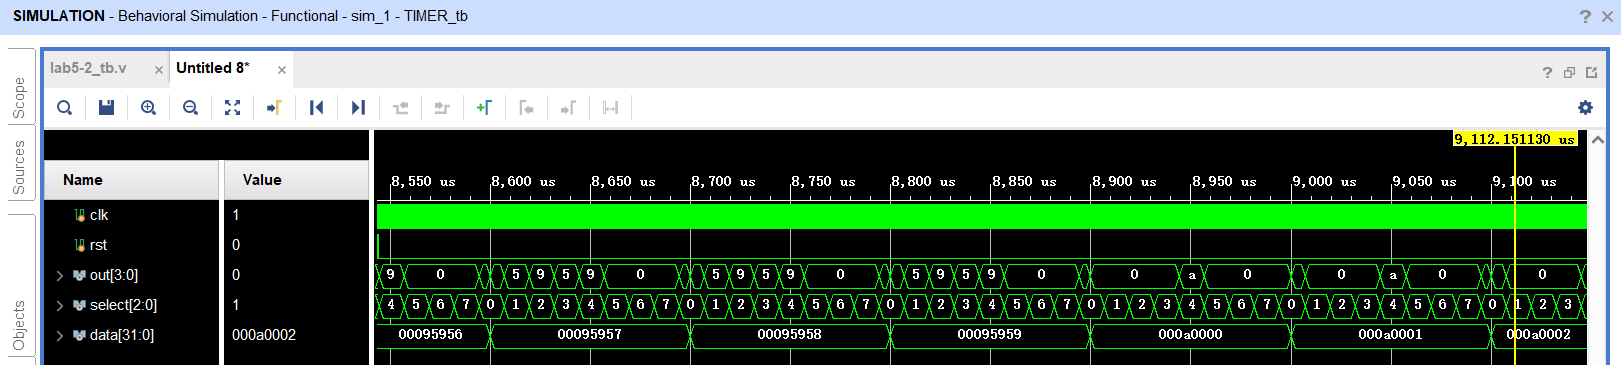 SIMULATION - Behavioral Simulation - Functional - sim_1 - TIMER_tb
Scope
Sources
Objects
lab5-2_tb.v
Untitled 8*
9,112.151130 us
Name Value
8,550 us 8,600 us 8,650 us 8,700 us 8,750 us 8,800 us 8,850 us 8,900 us 8,950 us 9,000 us 9,050 us 9,100 us
clk 1
rst 0
out[3:0] 0 9 0 5 9 5 9 0 5 9 5 9 0 5 9 5 9 0 0 a 0 0 a 0 0
select[2:0] 1 4 5 6 7 0 1 2 3 4 5 6 7 0 1 2 3 4 5 6 7 0 1 2 3 4 5 6 7 0 1 2 3 4 5 6 7 0 1 2 3 4 5 6 7 0 1 2 3
data[31:0] 000a0002 00095956 00095957 00095958 00095959 000a0000 000a0001 000a0002